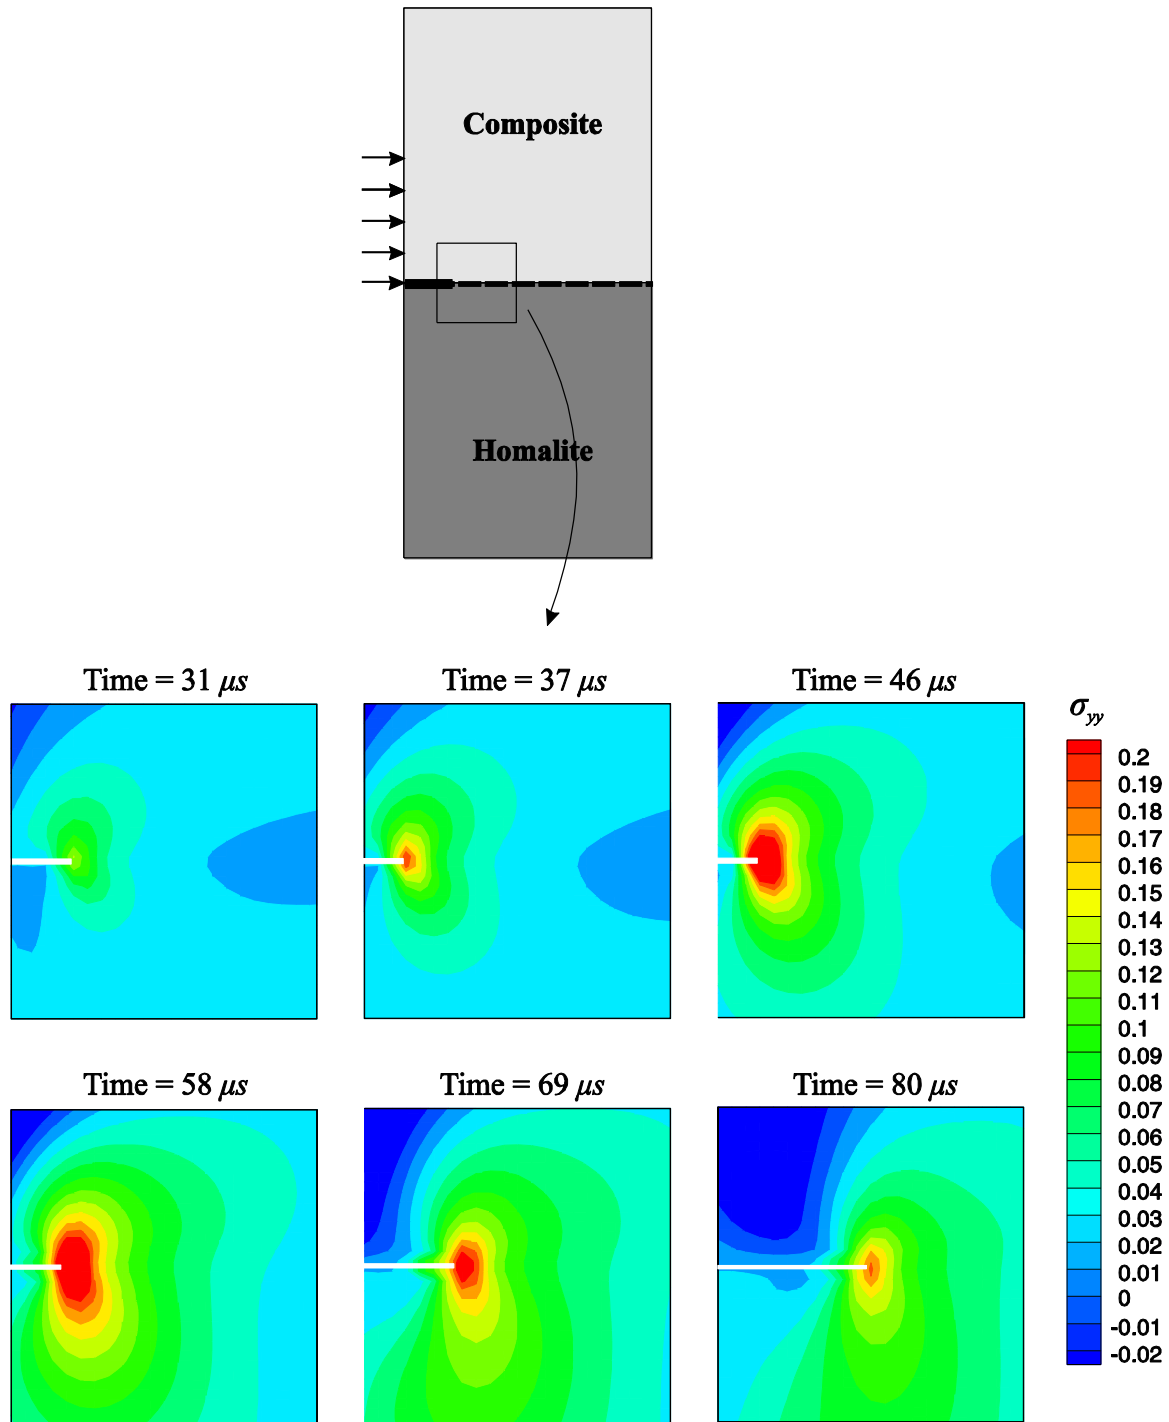 Composite
Homalite
Time = 31 μs
Time = 37 μs
Time = 46 μs
σyy
0.2
0.19
0.18
0.17
0.16
0.15
0.14
0.13
0.12
0.11
0.1
0.09
0.08
0.07
0.06
0.05
0.04
0.03
0.02
0.01
0
-0.01
-0.02
Time = 58 μs
Time = 69 μs
Time = 80 μs